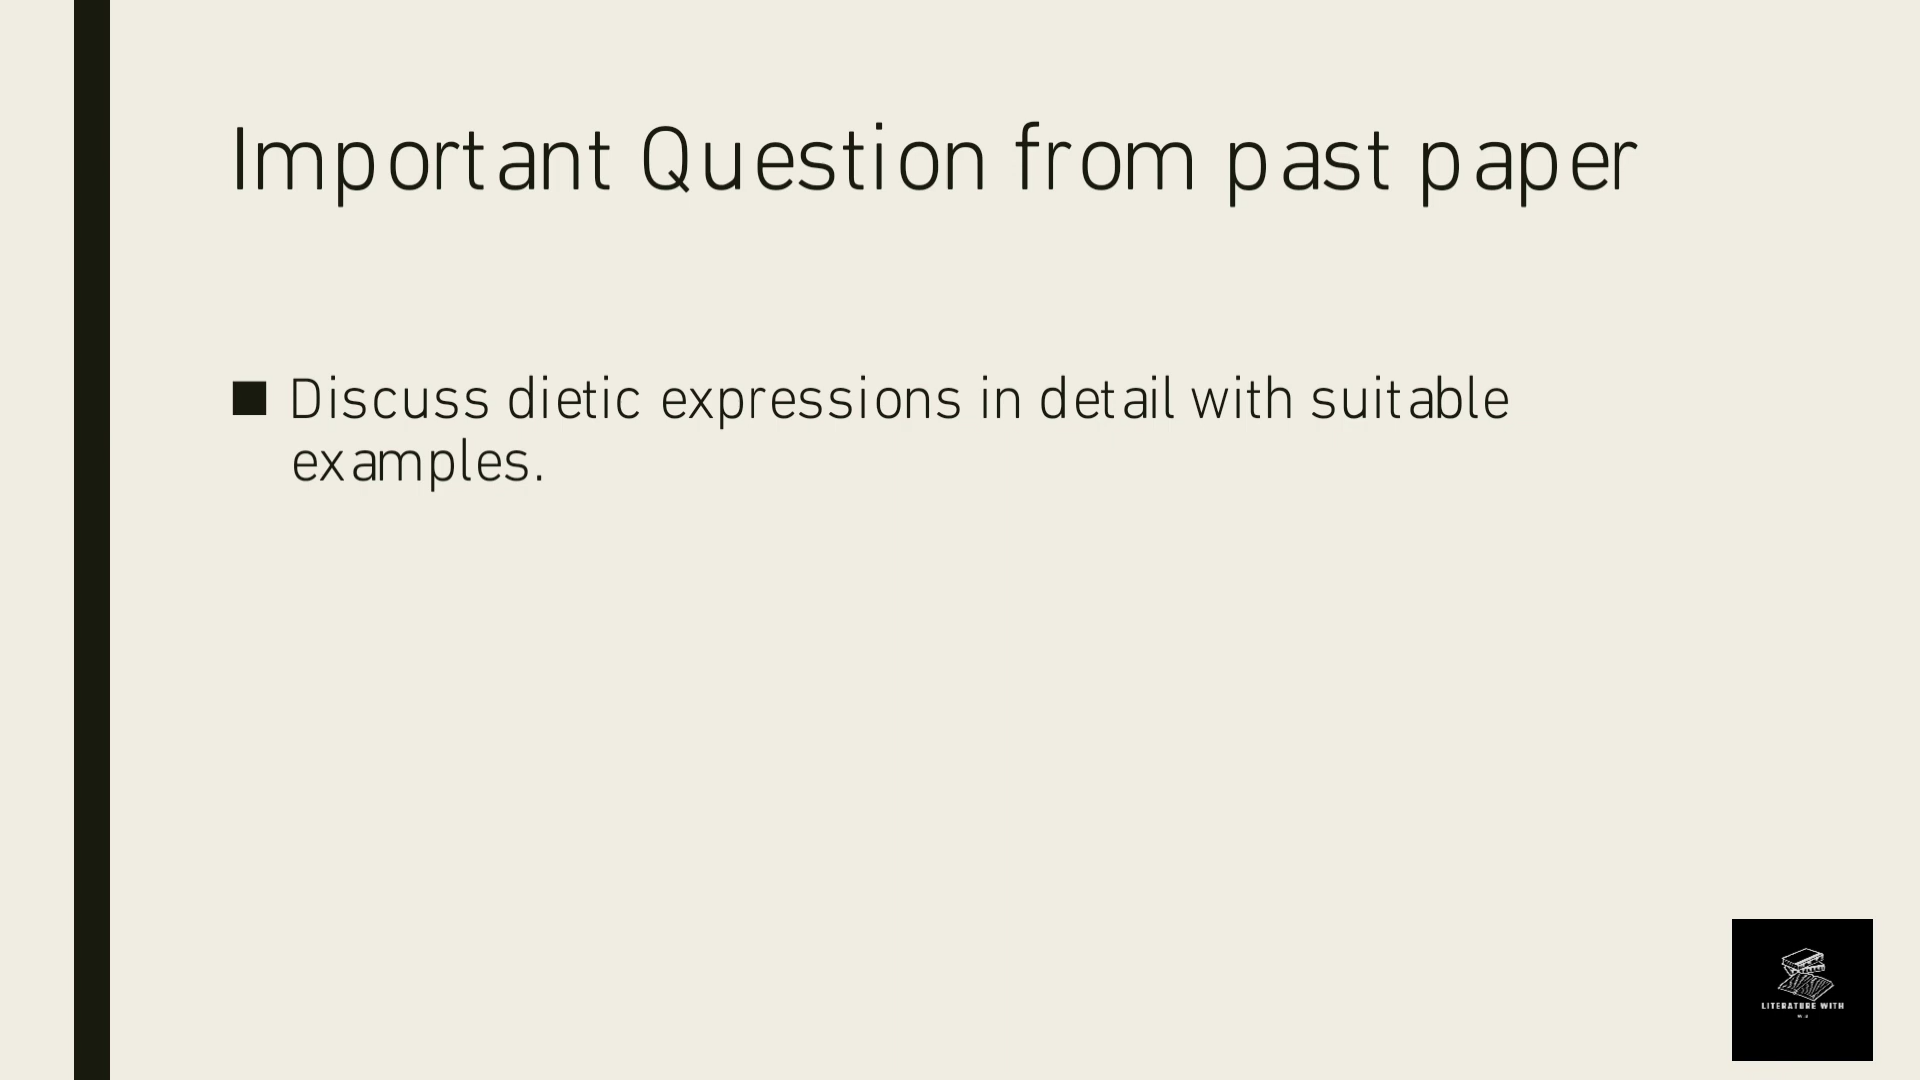 Important Question from past paper
Discuss dietic expressions in detail with suitable
examples.
LITERATURE WITH